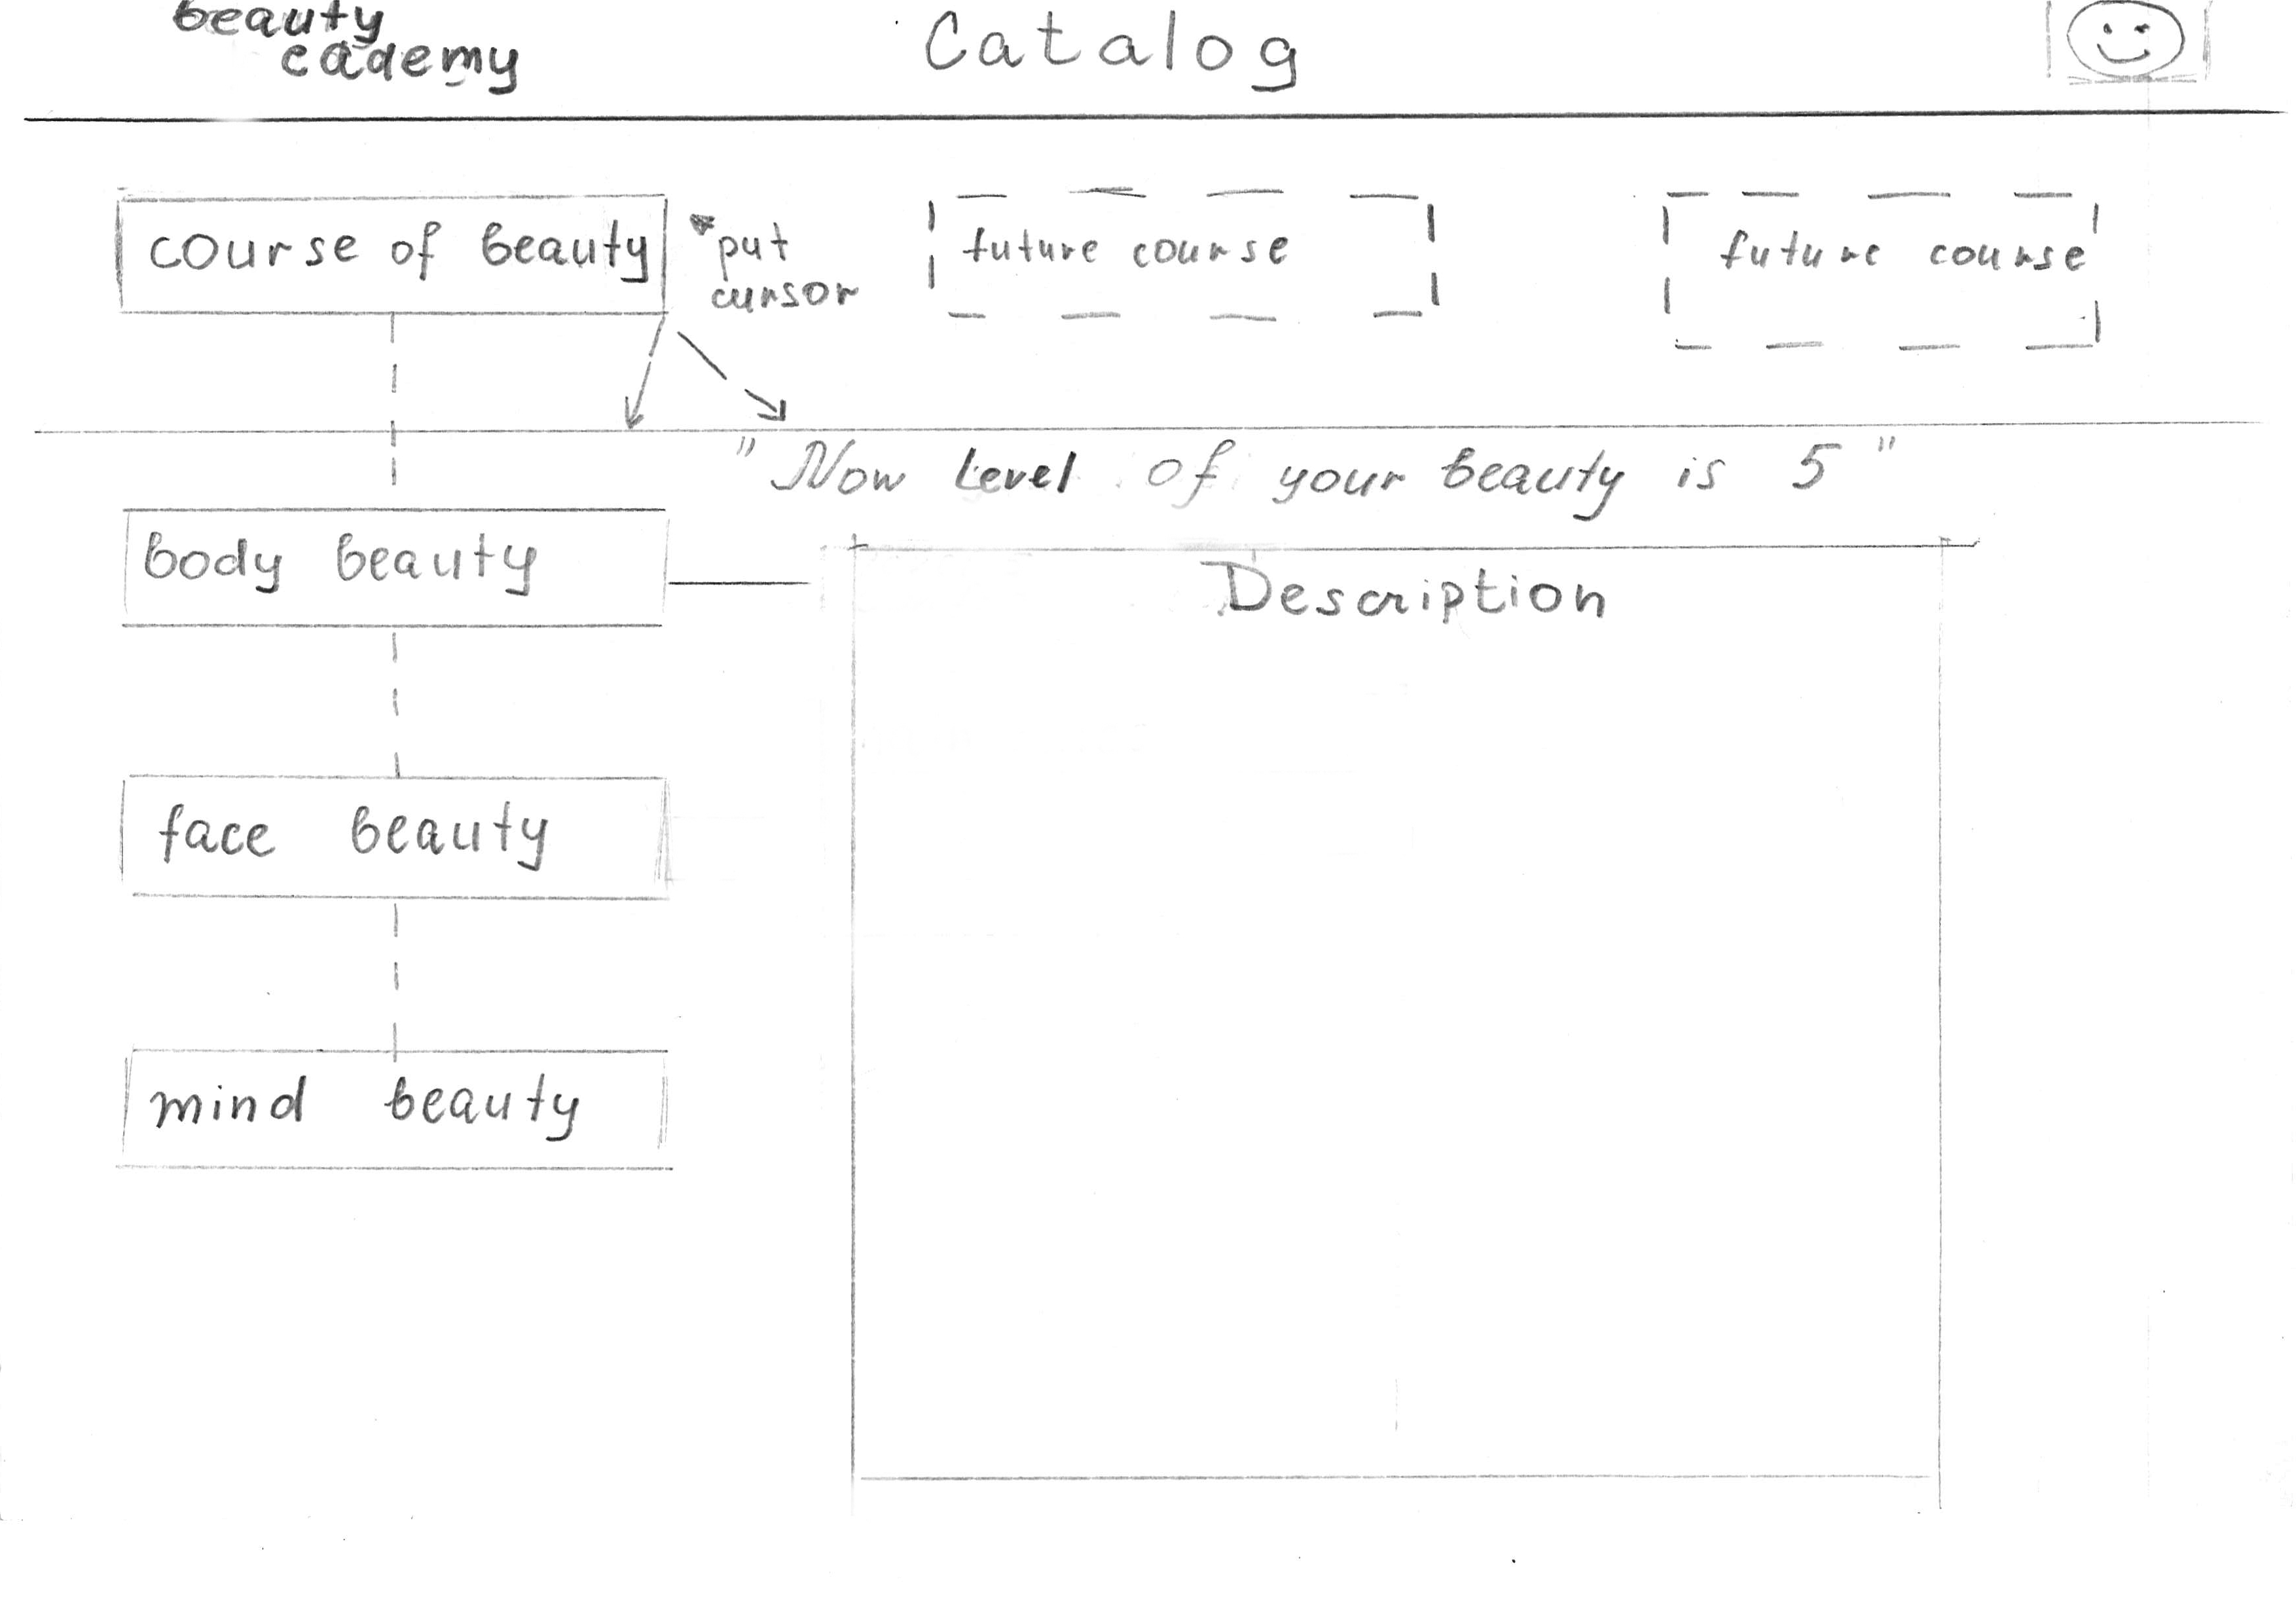 beauty
cademy
Catalog
course of beauty
put
cursor
future course
future course
"Now Level of your beauty is 5"
body beauty
Description
face beauty
mind beauty